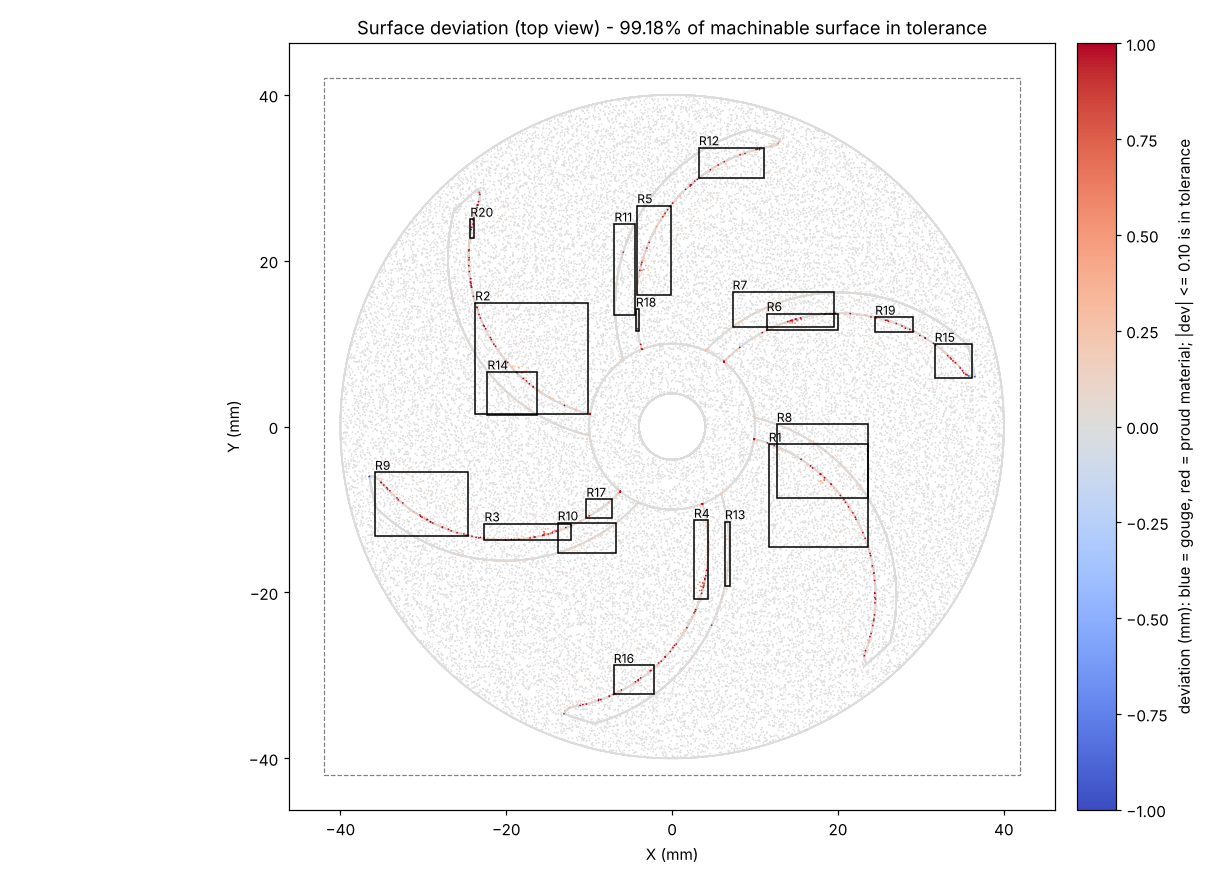 Surface deviation (top view) - 99.18% of machinable surface in tolerance
40
20
0
−20
−40
Y (mm)
−40
−20
0
20
40
X (mm)
R12
R20
R5
R11
R18
R2
R7
R6
R19
R15
R14
R8
R1
R9
R17
R3
R10
R4
R13
R16
1.00
0.75
0.50
0.25
0.00
−0.25
−0.50
−0.75
−1.00
deviation (mm): blue = gouge, red = proud material; |dev| <= 0.10 is in tolerance